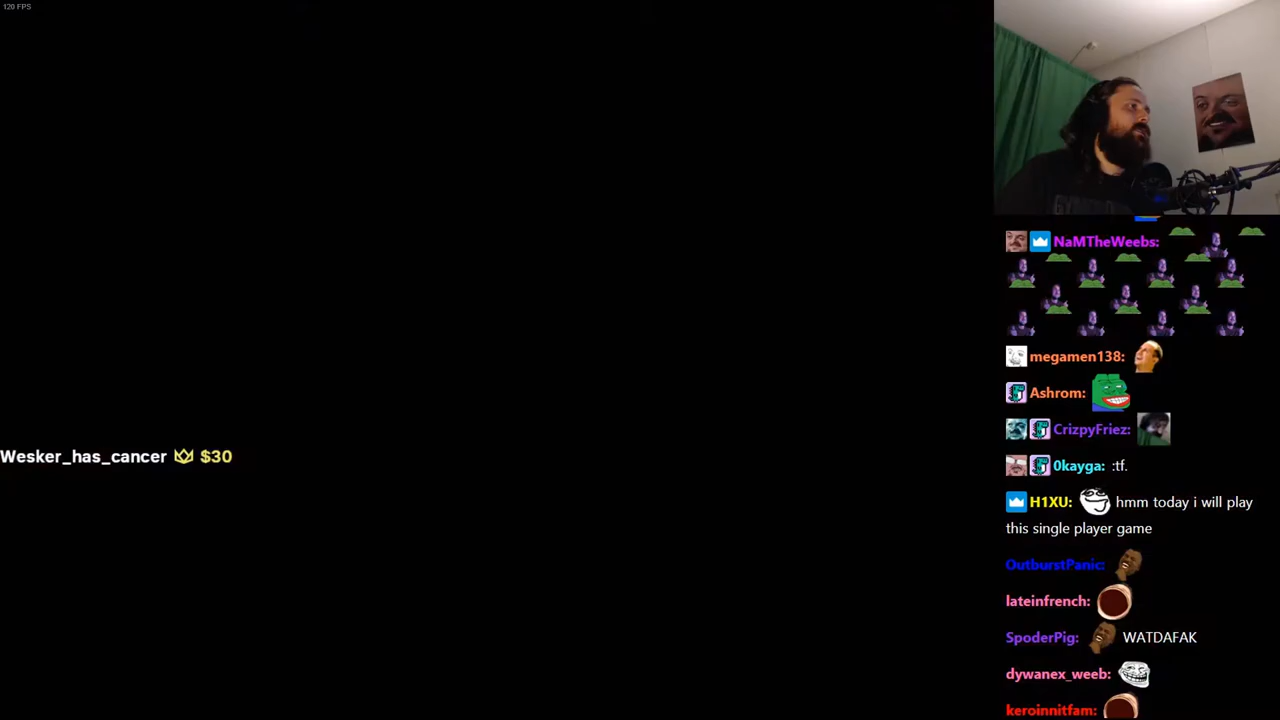 120 FPS
NaMTheWeebs:
megamen138:
Ashrom:
CrizpyFriez:
Wesker_has_cancer $30
0kayga: :tf.
H1XU: hmm today i will play
this single player game
OutburstPanic:
lateinfrench:
SpoderPig: WATDAFAK
dywanex_weeb:
keroinnitfam: